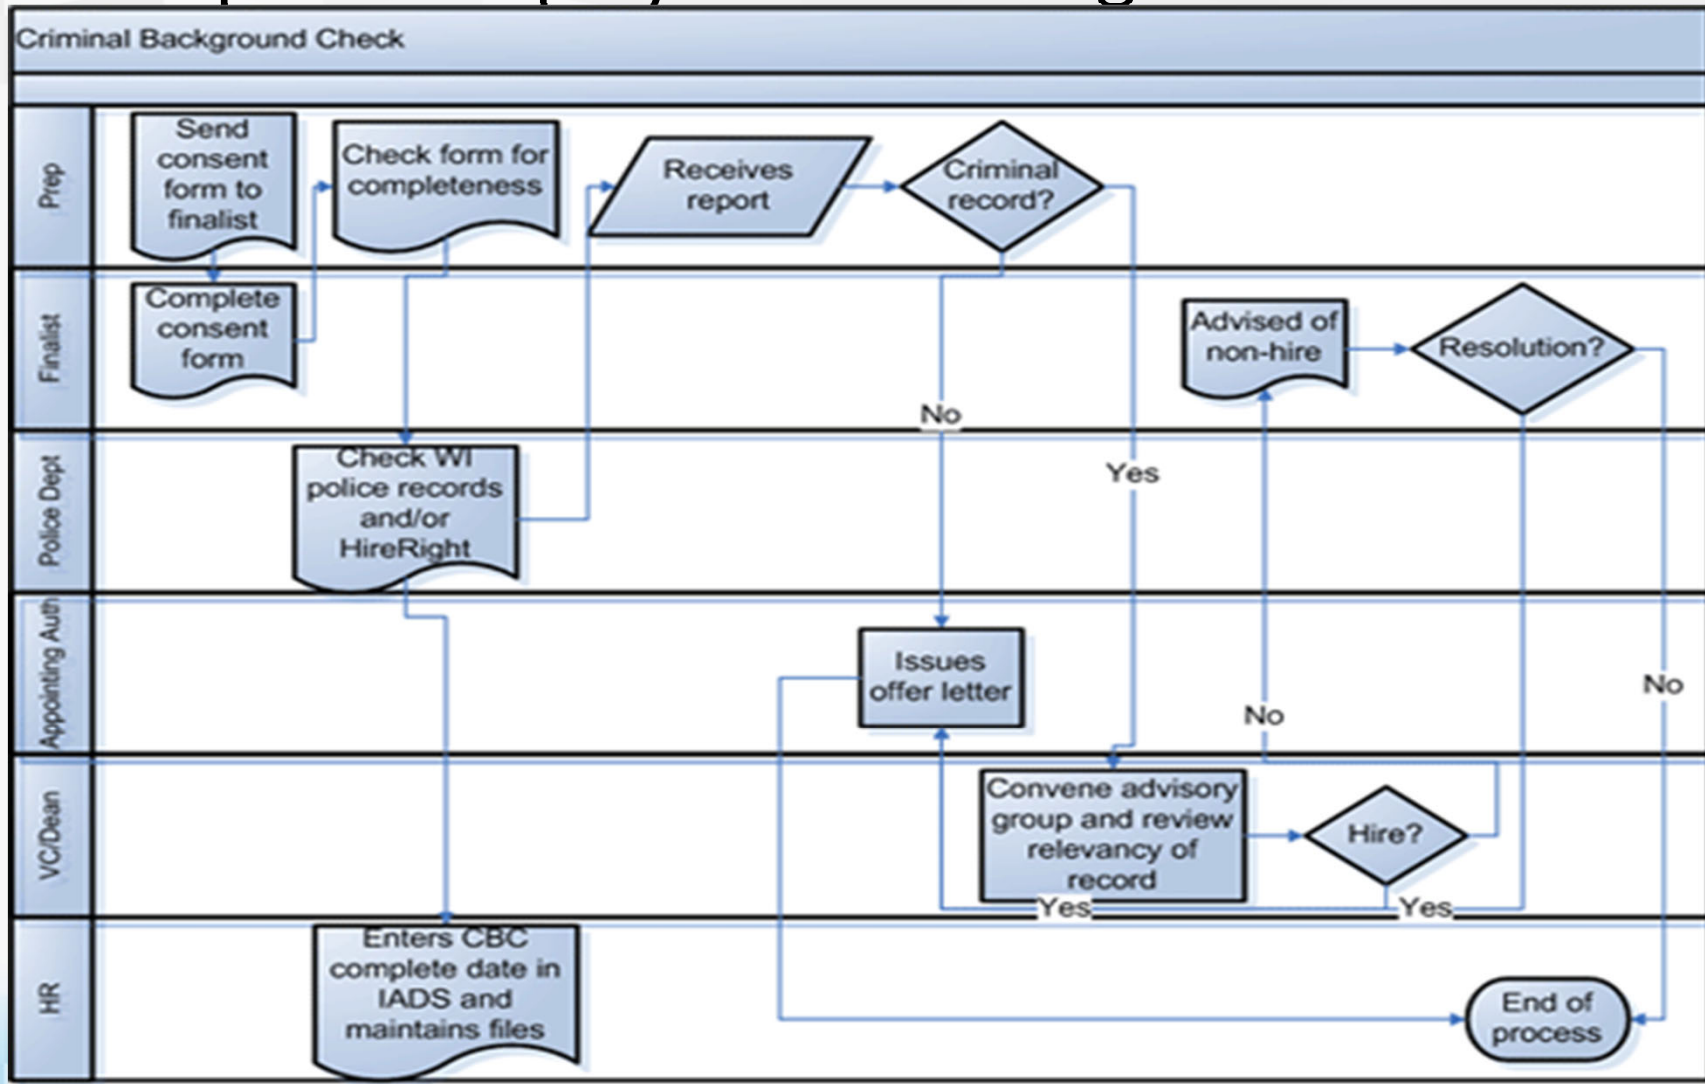 Criminal Background Check
Prep
Send
consent
form to
finalist
Check form for
completeness
Receives
report
Criminal
record?
Finalist
Complete
consent
form
Advised of
non-hire
Resolution?
No
Police Dept
Check WI
police records
and/or
HireRight
Yes
Appointing Auth
Issues
offer letter
No
No
VC/Dean
Convene advisory
group and review
relevancy of
record
Hire?
Yes
Yes
HR
Enters CBC
complete date in
IADS and
maintains files
End of
process